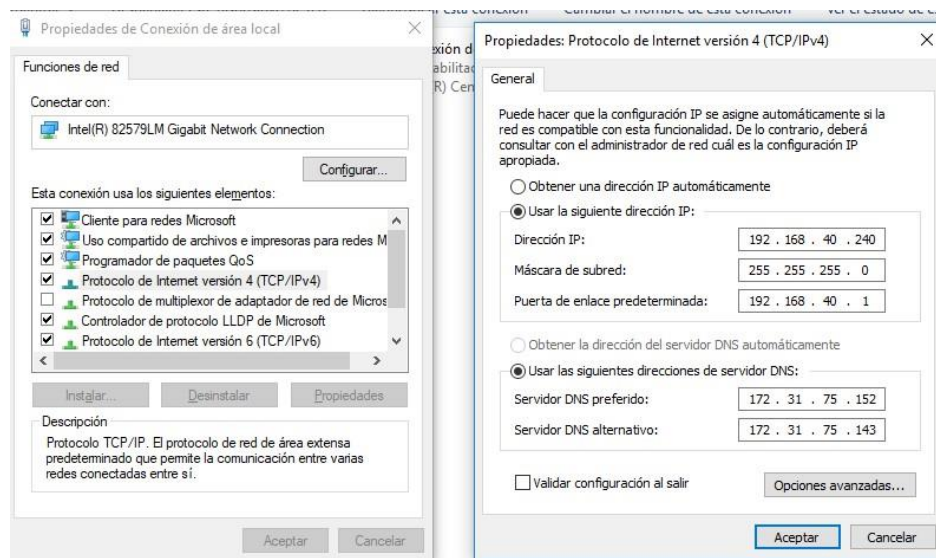 Cambiar el nombre de esta conexión
Propiedades de Conexión de área local
Funciones de red
Conectar con:
Intel(R) 82579LM Gigabit Network Connection
Configurar...
Esta conexión usa los siguientes elementos:
Cliente para redes Microsoft
Uso compartido de archivos e impresoras para redes M
Programador de paquetes QoS
Protocolo de Internet versión 4 (TCP/IPv4)
Protocolo de multiplexor de adaptador de red de Micros
Controlador de protocolo LLDP de Microsoft
Protocolo de Internet versión 6 (TCP/IPv6)
Instalar...
Desinstalar
Propiedades
Descripción
Protocolo TCP/IP. El protocolo de red de área extensa
predeterminado que permite la comunicación entre varias
redes conectadas entre sí.
Aceptar
Cancelar
xión d
abilitac
R) Cen
Propiedades: Protocolo de Internet versión 4 (TCP/IPv4)
General
Puede hacer que la configuración IP se asigne automáticamente si la
red es compatible con esta funcionalidad. De lo contrario, deberá
consultar con el administrador de red cuál es la configuración IP
apropiada.
Obtener una dirección IP automáticamente
Usar la siguiente dirección IP:
Dirección IP: 192 . 168 . 40 . 240
Máscara de subred: 255 . 255 . 255 . 0
Puerta de enlace predeterminada: 192 . 168 . 40 . 1
Obtener la dirección del servidor DNS automáticamente
Usar las siguientes direcciones de servidor DNS:
Servidor DNS preferido: 172 . 31 . 75 . 152
Servidor DNS alternativo: 172 . 31 . 75 . 143
Validar configuración al salir
Opciones avanzadas...
Aceptar
Cancelar